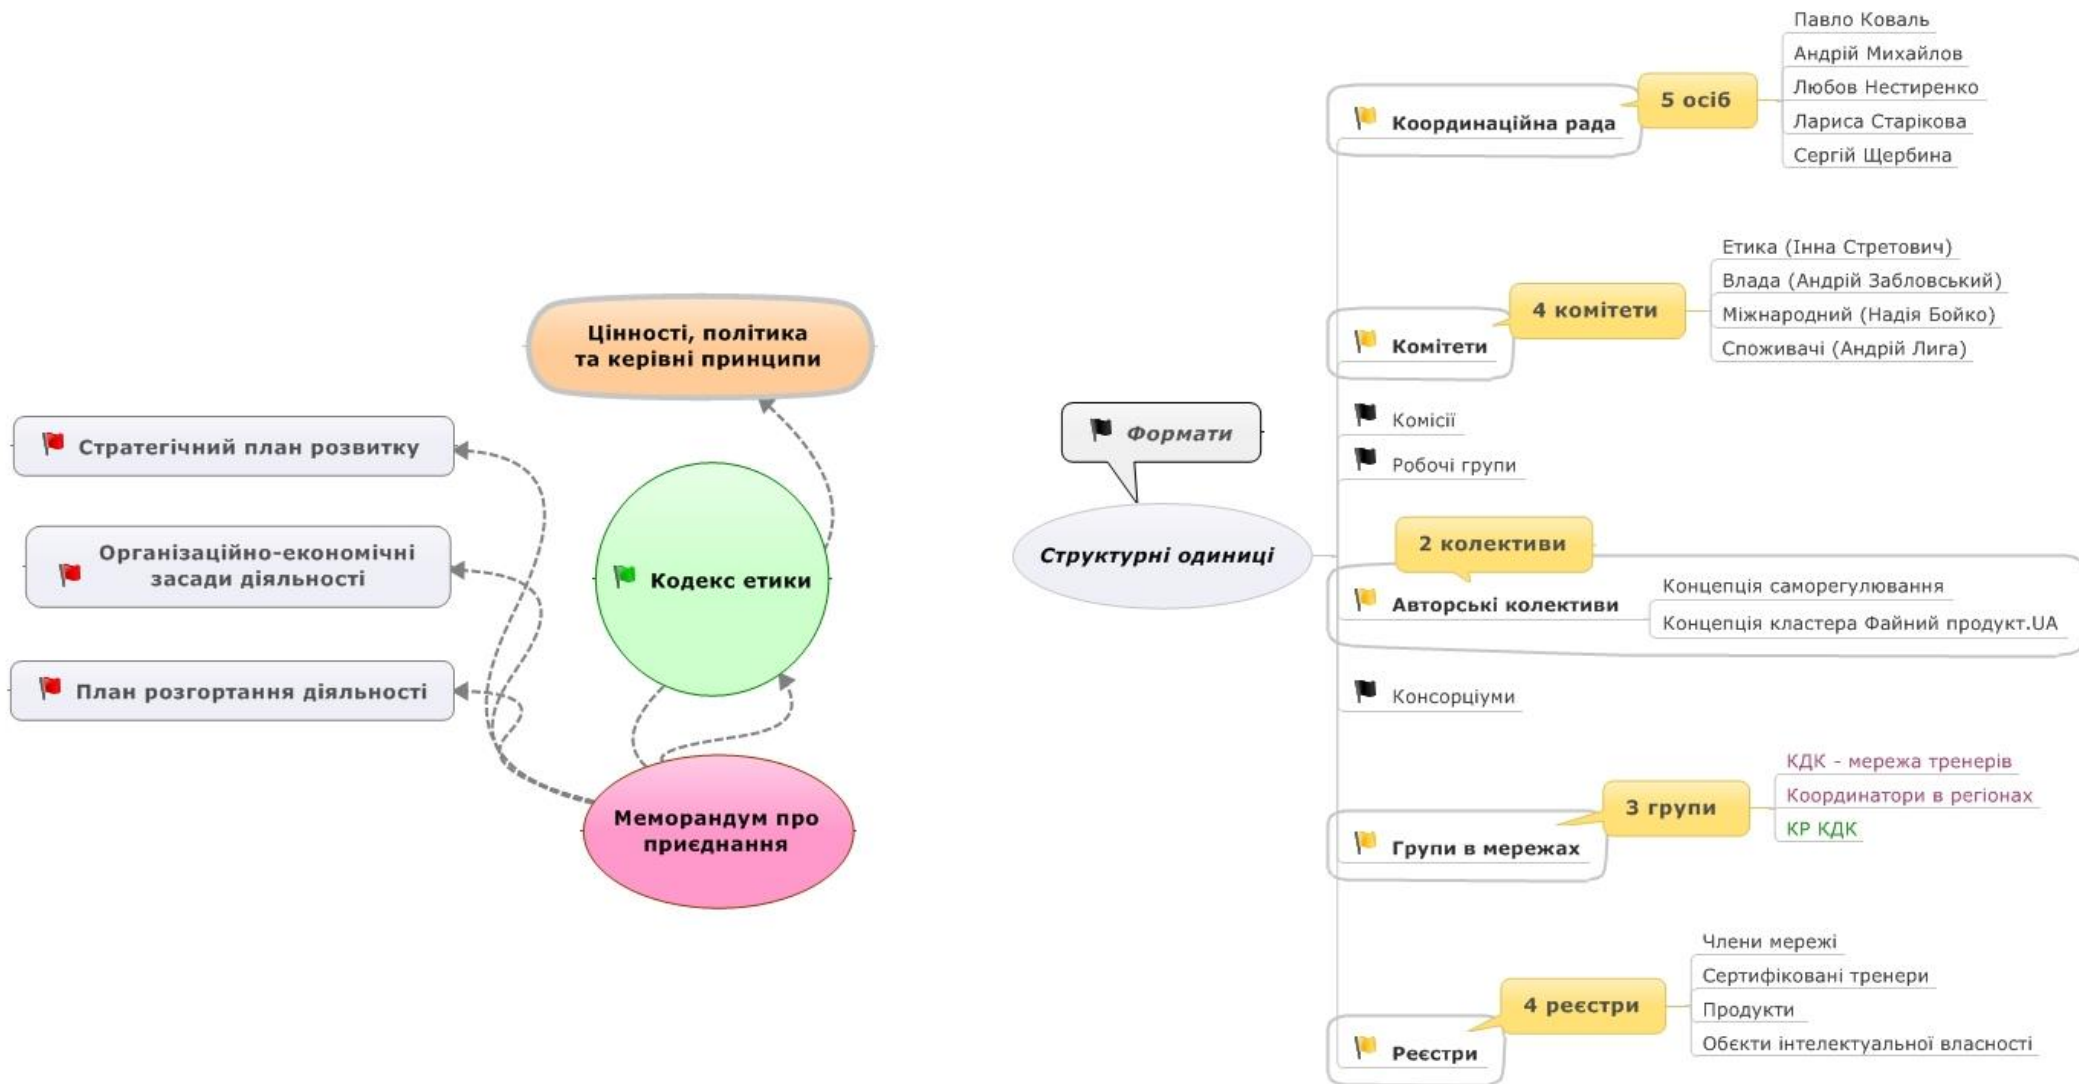 Цінності, політика
та керівні принципи
Стратегічний план розвитку
Організаційно-економічні
засади діяльності
План розгортання діяльності
Кодекс етики
Меморандум про
приєднання
Формати
Структурні одиниці
Координаційна рада
5 осіб
Павло Коваль
Андрій Михайлов
Любов Нестиренко
Лариса Старікова
Сергій Щербина
Комітети
4 комітети
Етика (Інна Стретович)
Влада (Андрій Забловський)
Міжнародний (Надія Бойко)
Споживачі (Андрій Лига)
Комісії
Робочі групи
2 колективи
Авторські колективи
Концепція саморегулювання
Концепція кластера Файний продукт.UA
Консорціуми
Групи в мережах
3 групи
КДК - мережа тренерів
Координатори в регіонах
КР КДК
Реєстри
4 реєстри
Члени мережі
Сертифіковані тренери
Продукти
Обєкти інтелектуальної власності